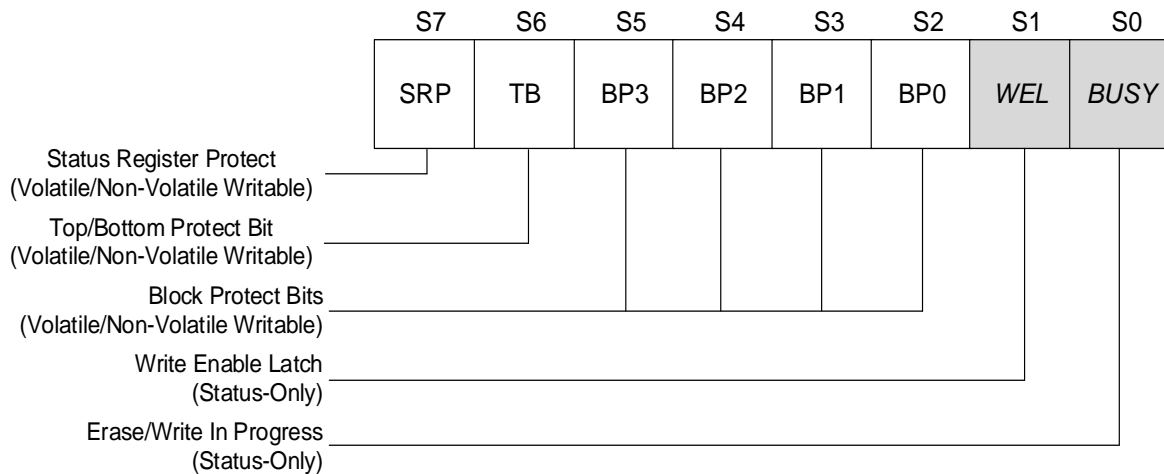 S7 S6 S5 S4 S3 S2 S1 S0
SRP TB BP3 BP2 BP1 BP0 WEL BUSY
Status Register Protect
(Volatile/Non-Volatile Writable)
Top/Bottom Protect Bit
(Volatile/Non-Volatile Writable)
Block Protect Bits
(Volatile/Non-Volatile Writable)
Write Enable Latch
(Status-Only)
Erase/Write In Progress
(Status-Only)